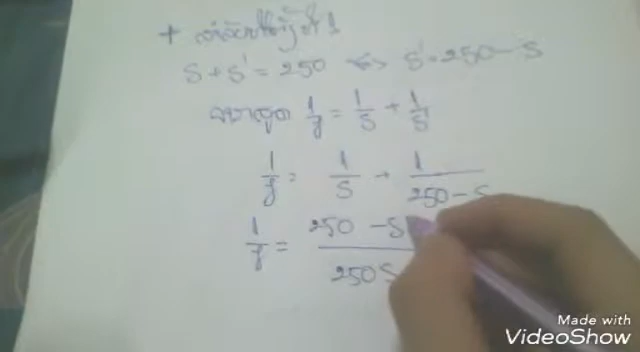 S + S' = 250 <=> S' = 250 - S
1/f = 1/S + 1/S'
1/f = 1/S + 1/(250 - S
1/f = 250 - S / 250S
Made with
VideoShow